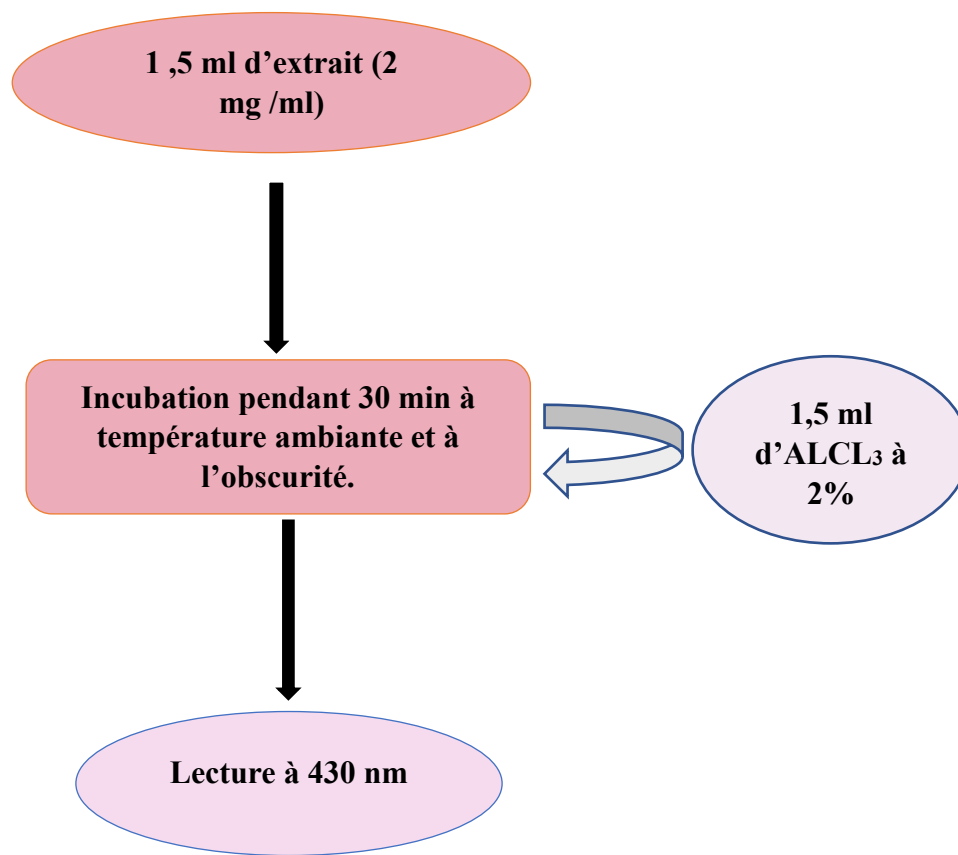 1 ,5 ml d’extrait (2
mg /ml)
Incubation pendant 30 min à
température ambiante et à
l’obscurité.
1,5 ml
d’ALCL₃ à
2%
Lecture à 430 nm